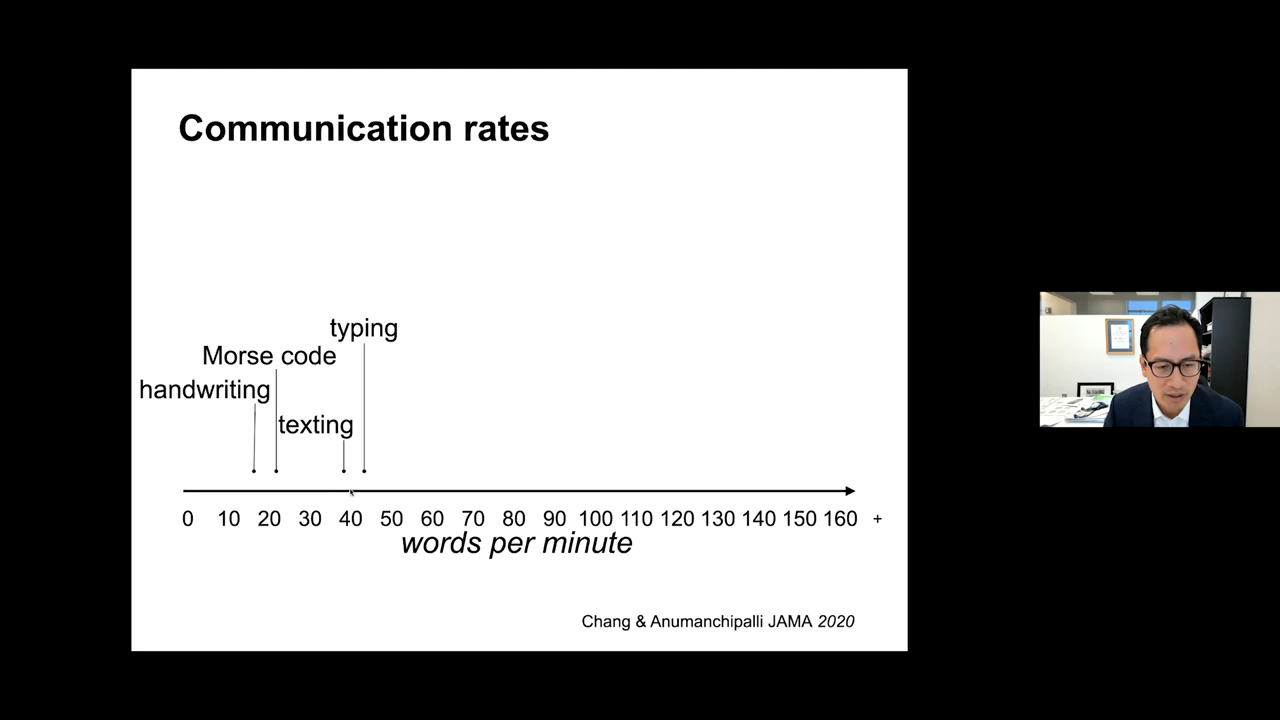 Communication rates
typing
Morse code
handwriting
texting
0 10 20 30 40 50 60 70 80 90 100 110 120 130 140 150 160 +
words per minute
Chang & Anumanchipalli JAMA 2020